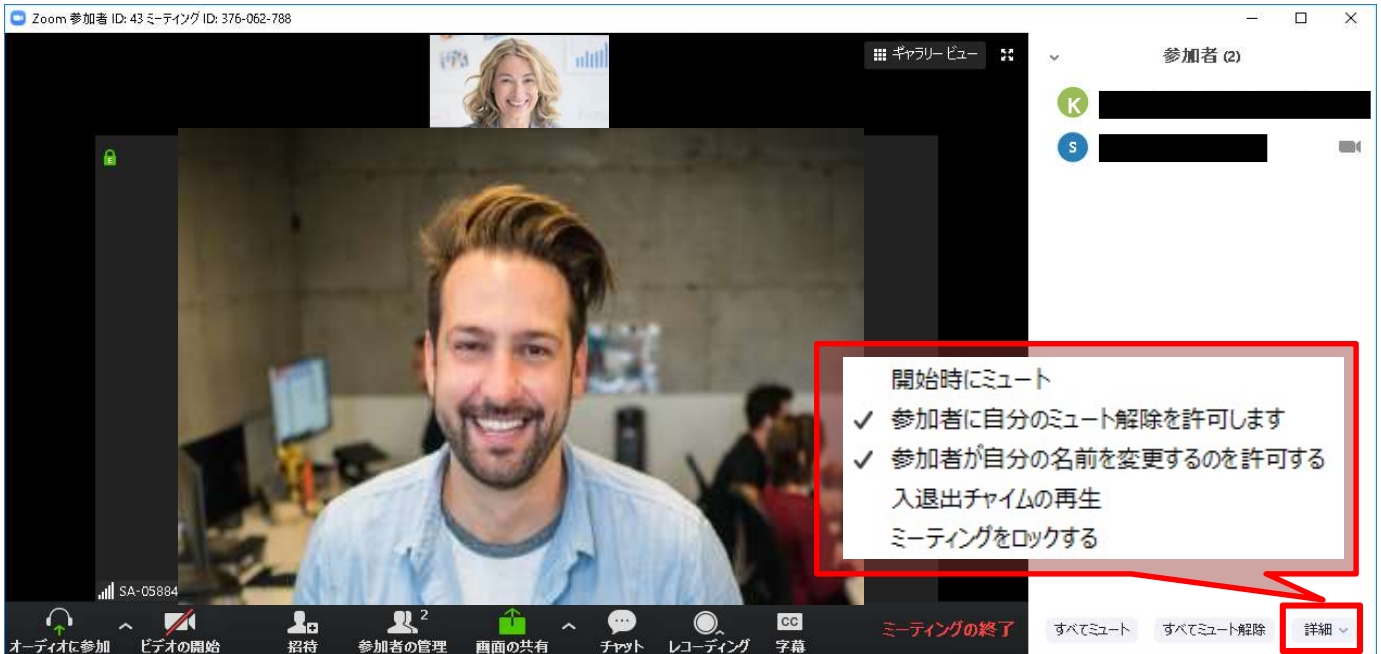 Zoom 参加者 ID: 43 ミーティング ID: 376-062-788
ギャラリー ビュー
参加者 (2)
K
S
E
開始時にミュート
✓ 参加者に自分のミュート解除を許可します
✓ 参加者が自分の名前を変更するのを許可する
入退出チャイムの再生
ミーティングをロックする
SA-05884
オーディオに参加
ビデオの開始
招待
2
参加者の管理
画面の共有
チャット
レコーディング
CC
字幕
ミーティングの終了
すべてミュート
すべてミュート解除
詳細